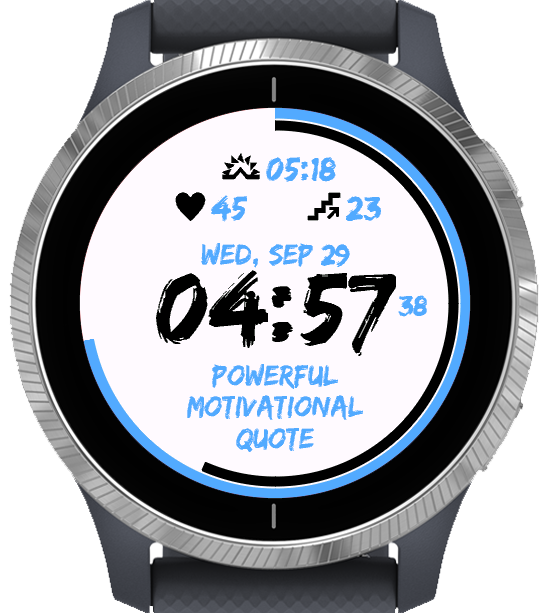 05:18
45 23
WED, SEP 29
04:57 38
POWERFUL
MOTIVATIONAL
QUOTE